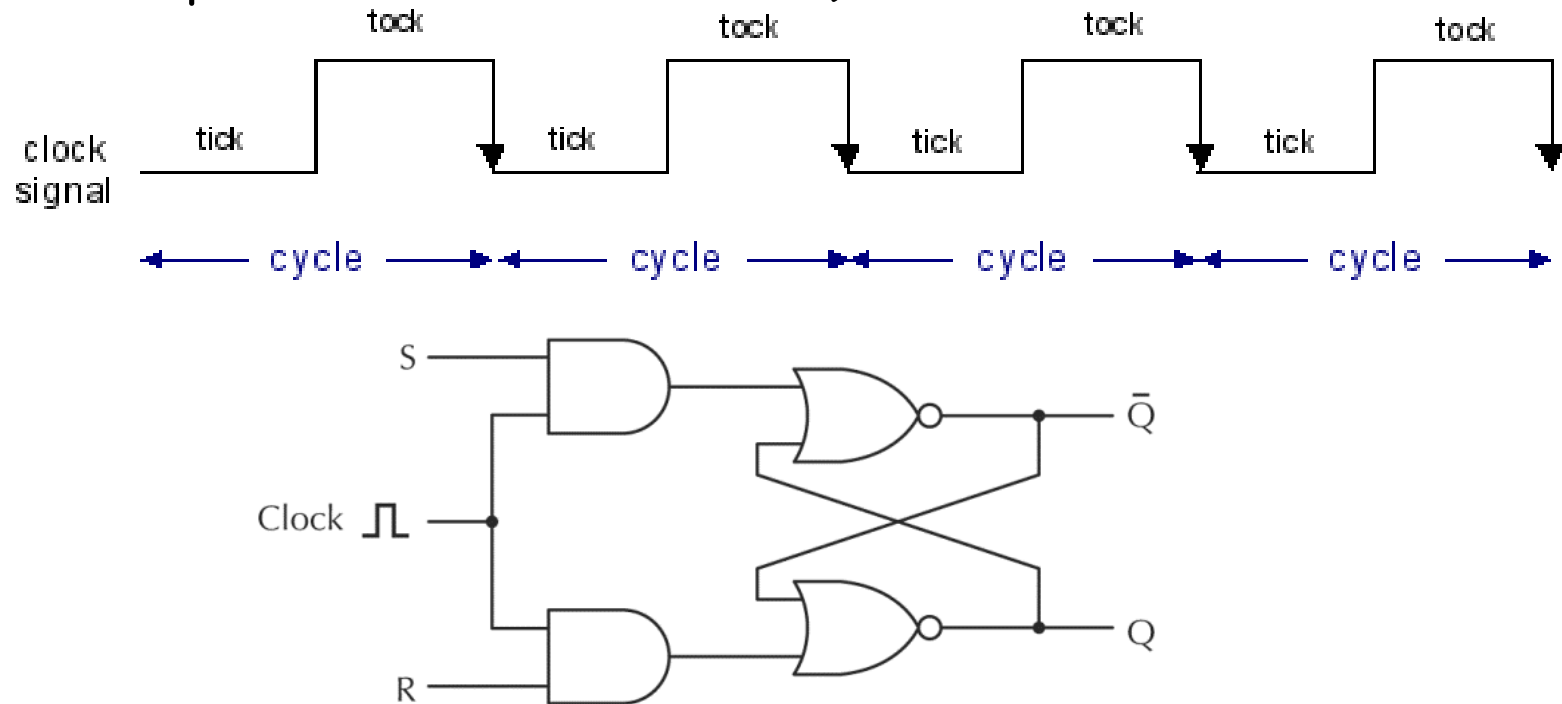 tock tock tock tock
tick tick tick tick
clock
signal
cycle cycle cycle cycle
S
Q̄
Clock
Q
R